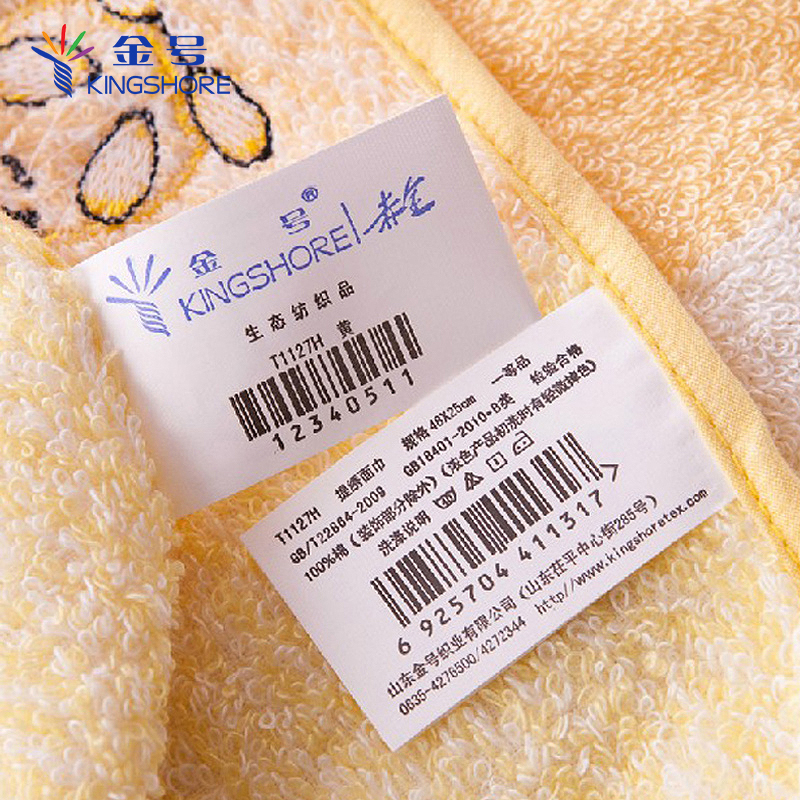 金号
KINGSHORE
金号®
KINGSHORE
生态纺织品
T1127H 黄
12340511
T1127H 提绣面巾 规格 48X25cm 一等品 检验合格
GB/T22864-2009 GB18401-2010·B类
100%棉(装饰部分除外)(浓色产品初洗时有轻微掉色)
洗涤说明
6 925704 411317
山东金号织业有限公司(山东茌平中心街285号)
0635-4276500/4272344 http//www.kingshoretex.com